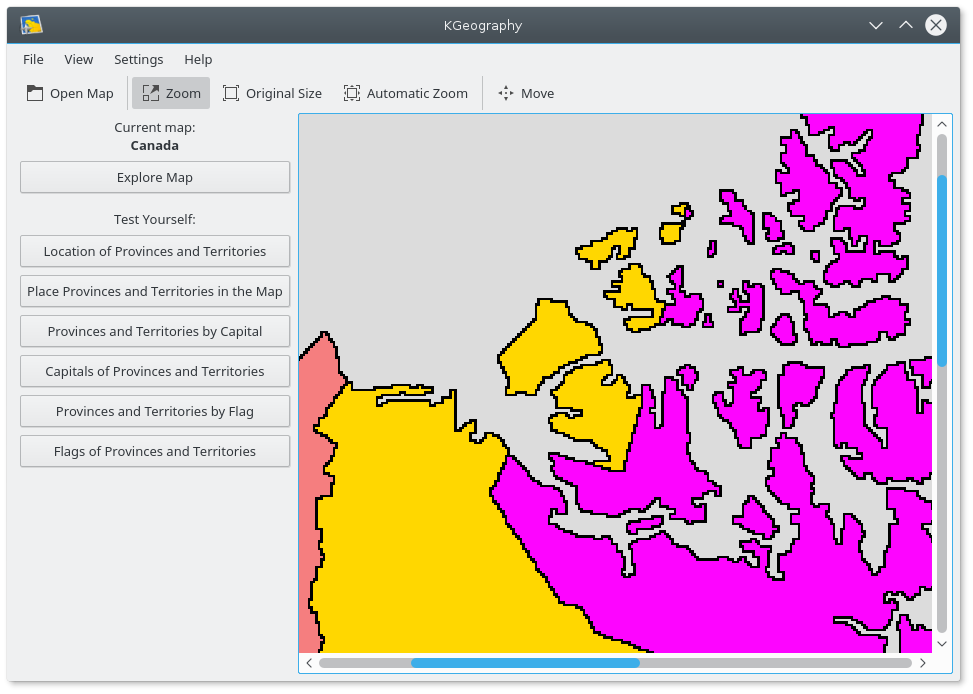 KGeography
File View Settings Help
Open Map Zoom Original Size Automatic Zoom Move
Current map:
Canada
Explore Map
Test Yourself:
Location of Provinces and Territories
Place Provinces and Territories in the Map
Provinces and Territories by Capital
Capitals of Provinces and Territories
Provinces and Territories by Flag
Flags of Provinces and Territories